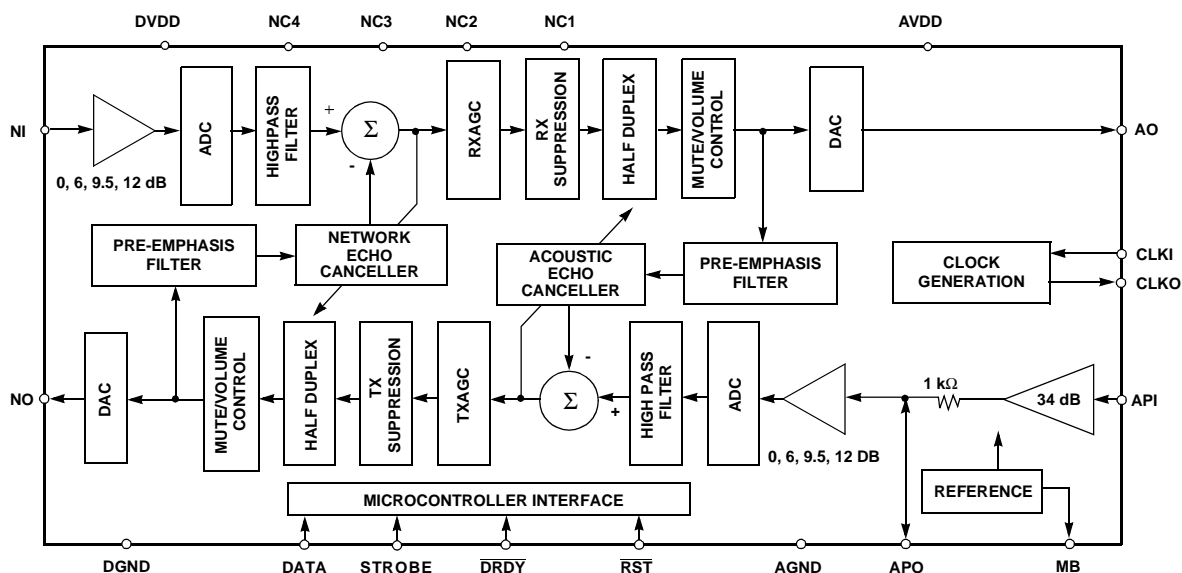 DVDD NC4 NC3 NC2 NC1 AVDD
NI
0, 6, 9.5, 12 dB
ADC
HIGHPASS
FILTER
+
Σ
-
RXAGC
RX
SUPPRESSION
HALF DUPLEX
MUTE/VOLUME
CONTROL
DAC
AO
PRE-EMPHASIS
FILTER
NETWORK
ECHO
CANCELLER
ACOUSTIC
ECHO
CANCELLER
PRE-EMPHASIS
FILTER
CLOCK
GENERATION
CLKI
CLKO
NO
DAC
MUTE/VOLUME
CONTROL
HALF DUPLEX
TX
SUPPRESSION
TXAGC
Σ
-
+
HIGH PASS
FILTER
ADC
0, 6, 9.5, 12 DB
1 kΩ
34 dB
API
REFERENCE
MICROCONTROLLER INTERFACE
DGND DATA STROBE DRDY RST AGND APO MB